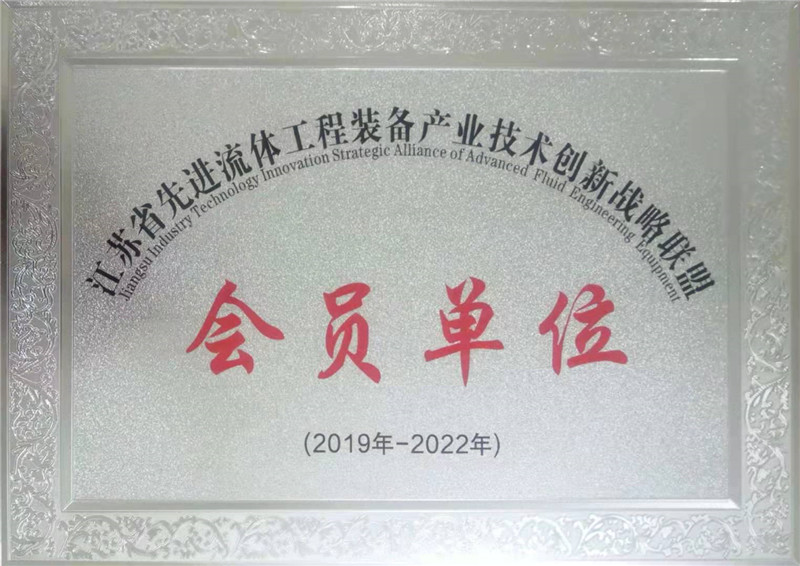 江苏省先进流体工程装备产业技术创新战略联盟
Jiangsu Industry Technology Innovation Strategic Alliance of Advanced Fluid Engineering Equipment
会员单位
(2019年-2022年)